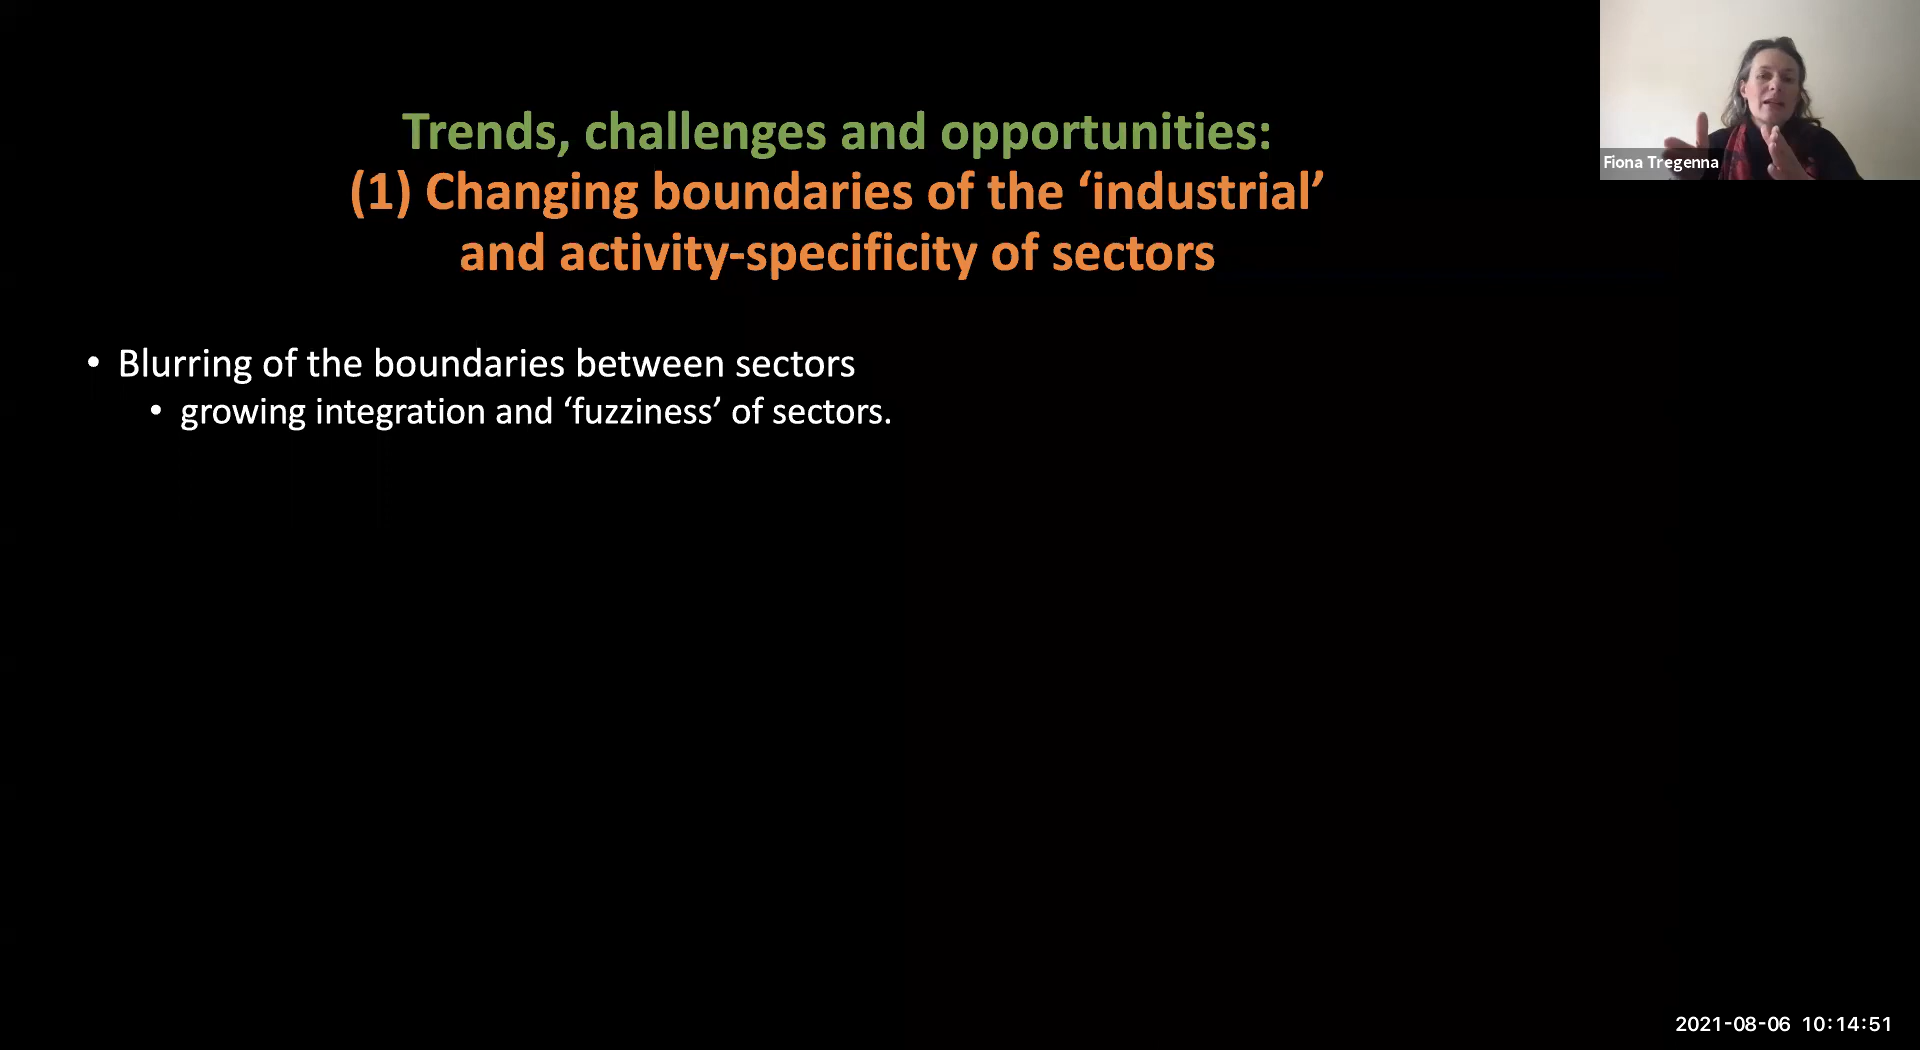 Trends, challenges and opportunities:
(1) Changing boundaries of the ‘industrial’
and activity-specificity of sectors
• Blurring of the boundaries between sectors
• growing integration and ‘fuzziness’ of sectors.
Fiona Tregenna
2021-08-06 10:14:51